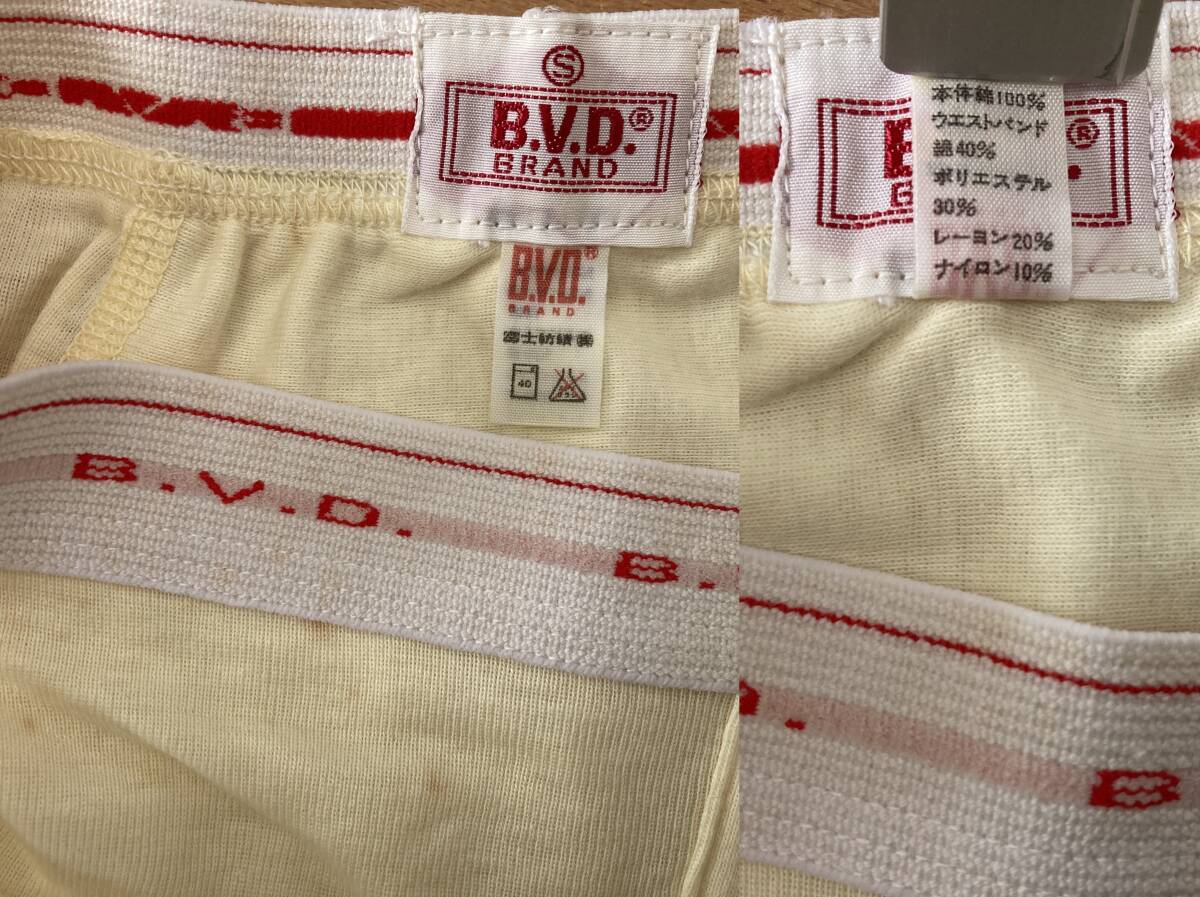 S
B.V.D.®
BRAND
B.V.D.®
BRAND
富士紡績㈱
40
B.V.D. B.
本体綿100%
ウエストバンド
綿40%
ポリエステル
30%
レーヨン20%
ナイロン10%
®
B